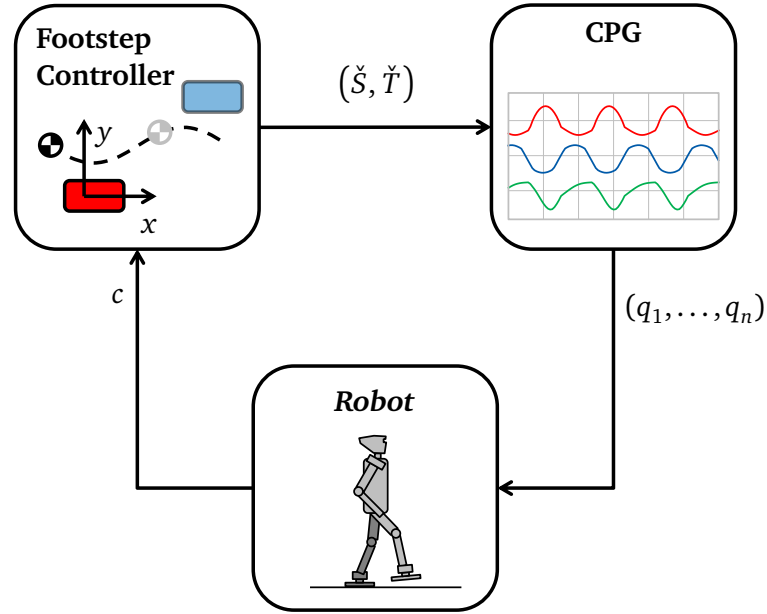 Footstep
Controller
y
x
(Š, Ť)
CPG
c
(q₁, . . . , qₙ)
Robot